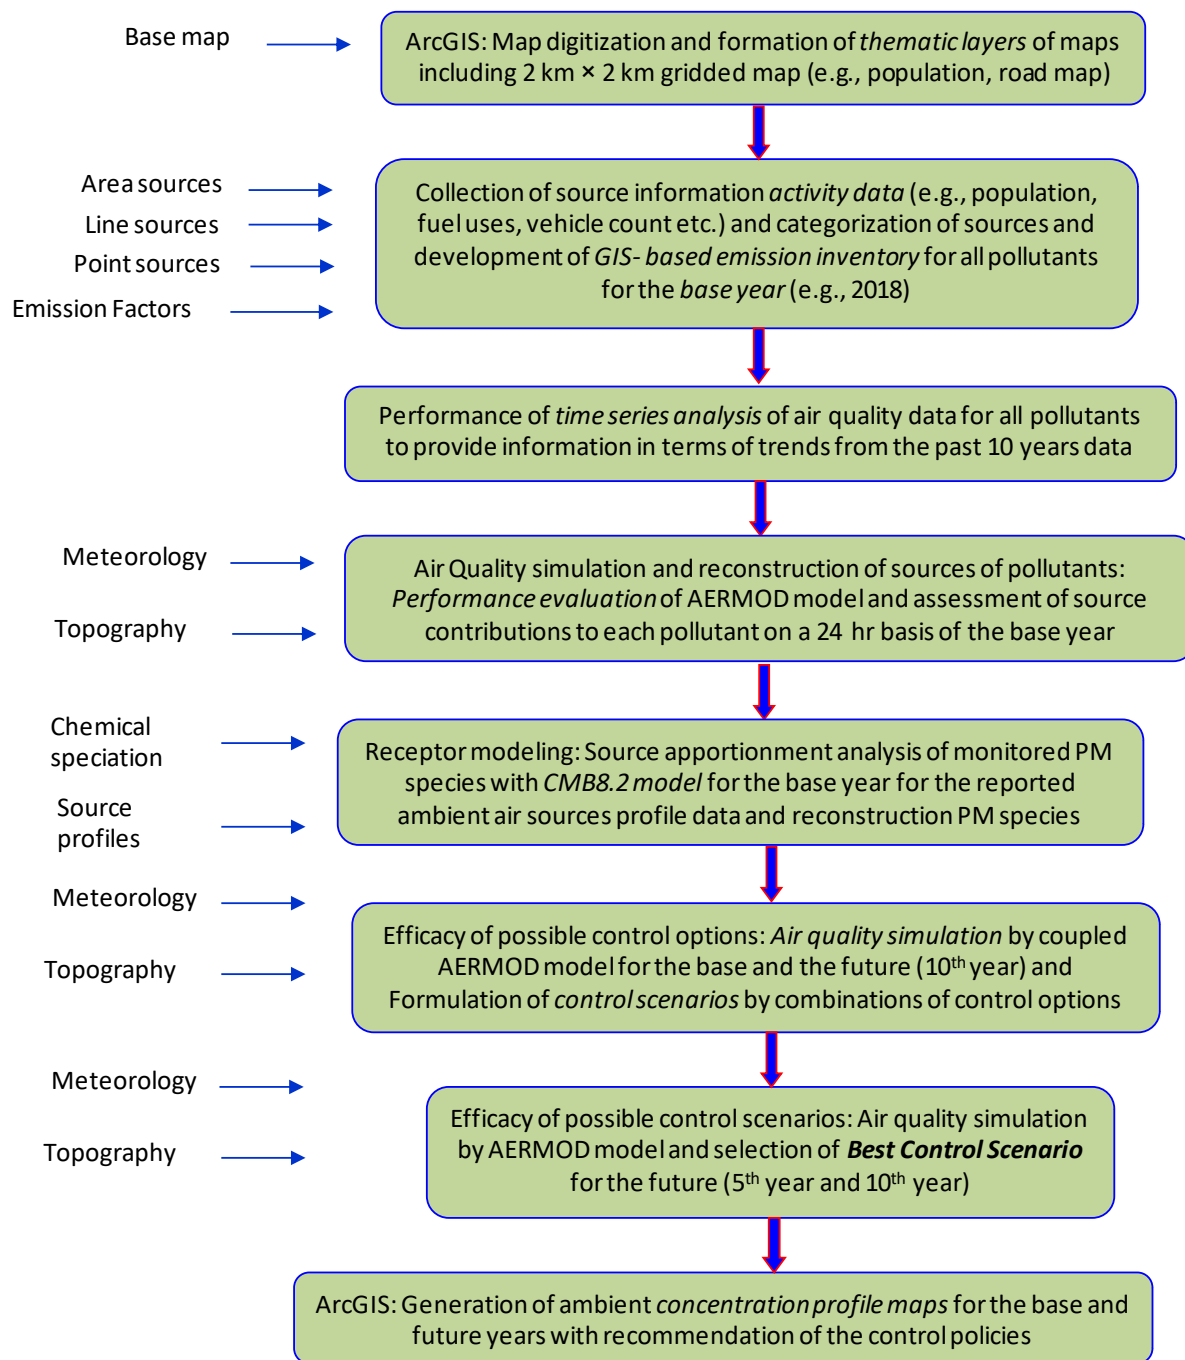 Base map
ArcGIS: Map digitization and formation of thematic layers of maps
including 2 km × 2 km gridded map (e.g., population, road map)
Area sources
Line sources
Point sources
Emission Factors
Collection of source information activity data (e.g., population,
fuel uses, vehicle count etc.) and categorization of sources and
development of GIS- based emission inventory for all pollutants
for the base year (e.g., 2018)
Performance of time series analysis of air quality data for all pollutants
to provide information in terms of trends from the past 10 years data
Meteorology
Topography
Air Quality simulation and reconstruction of sources of pollutants:
Performance evaluation of AERMOD model and assessment of source
contributions to each pollutant on a 24 hr basis of the base year
Chemical
speciation
Source
profiles
Receptor modeling: Source apportionment analysis of monitored PM
species with CMB8.2 model for the base year for the reported
ambient air sources profile data and reconstruction PM species
Meteorology
Topography
Efficacy of possible control options: Air quality simulation by coupled
AERMOD model for the base and the future (10th year) and
Formulation of control scenarios by combinations of control options
Meteorology
Topography
Efficacy of possible control scenarios: Air quality simulation
by AERMOD model and selection of Best Control Scenario
for the future (5th year and 10th year)
ArcGIS: Generation of ambient concentration profile maps for the base and
future years with recommendation of the control policies